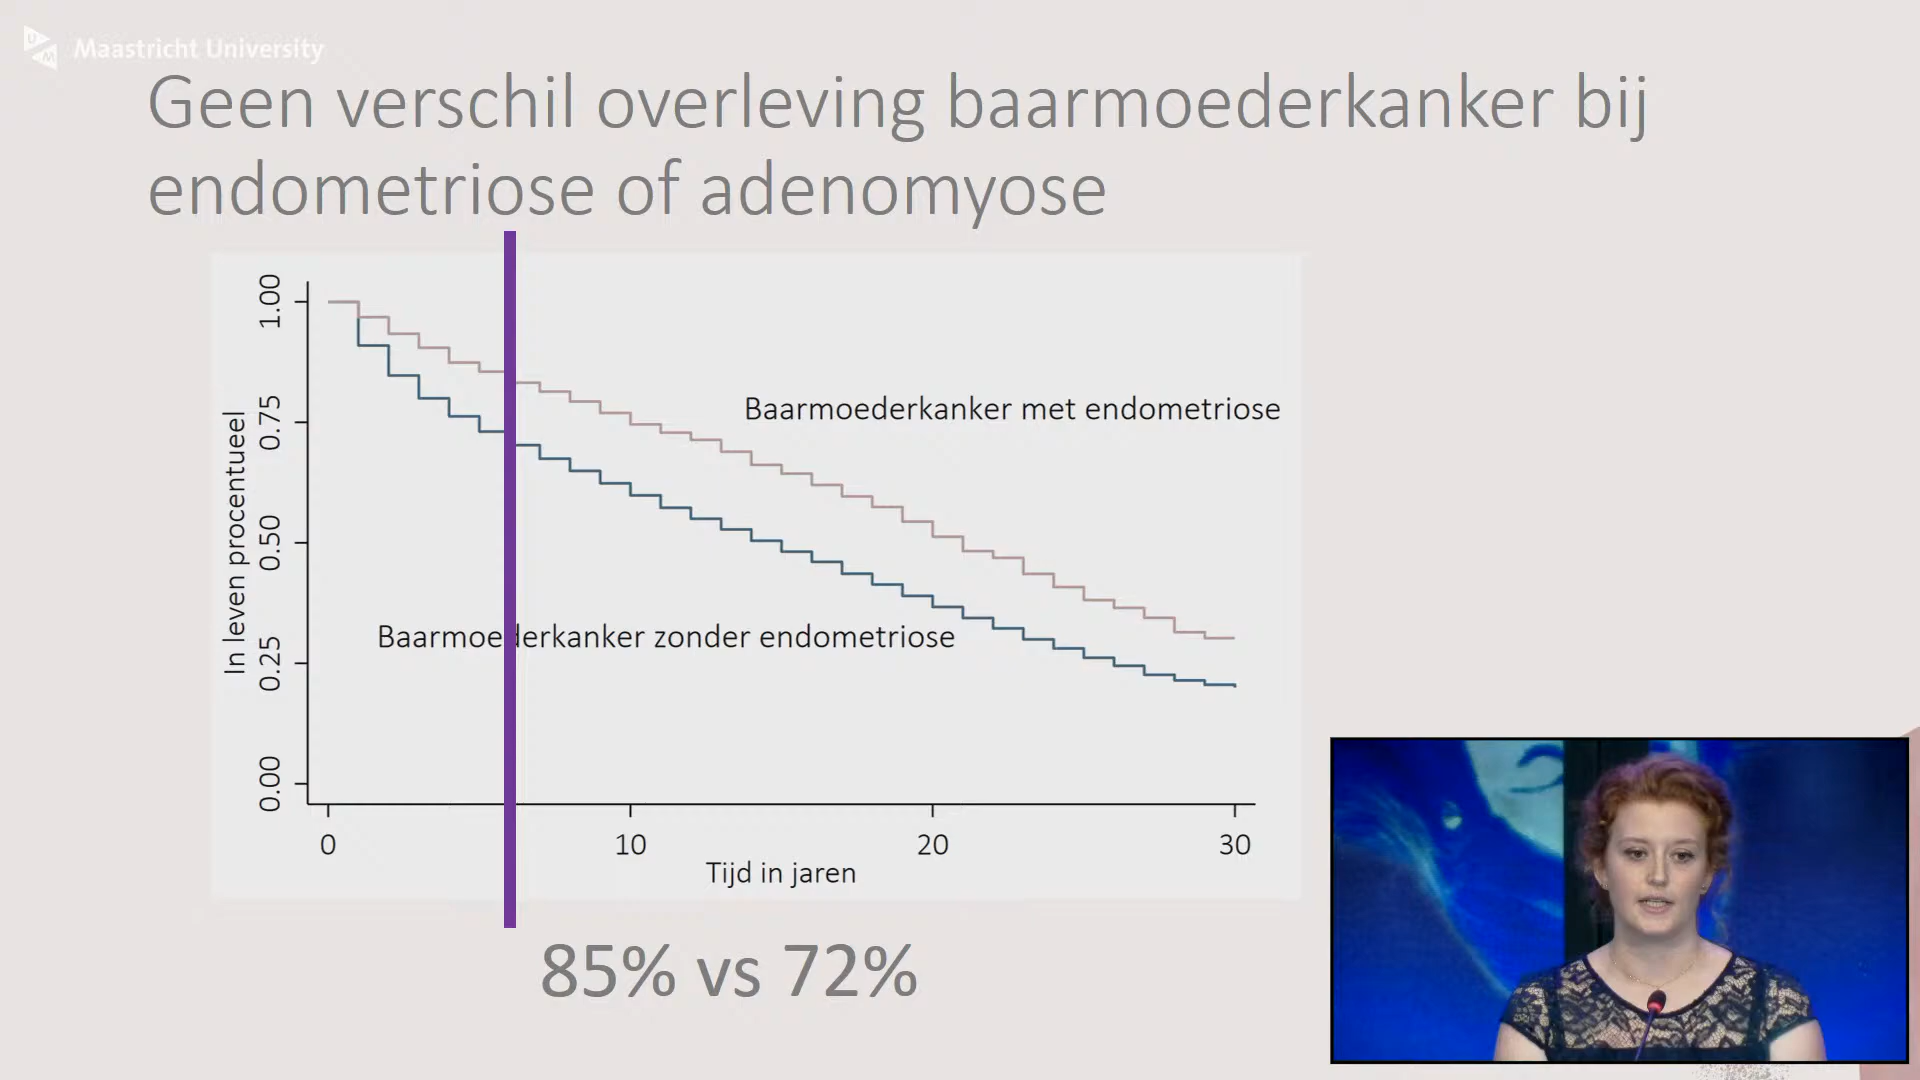 Maastricht University
Geen verschil overleving baarmoederkanker bij
endometriose of adenomyose
In leven procentueel
1.00
0.75
0.50
0.25
0.00
Baarmoederkanker met endometriose
Baarmoederkanker zonder endometriose
0
10
20
30
Tijd in jaren
85% vs 72%